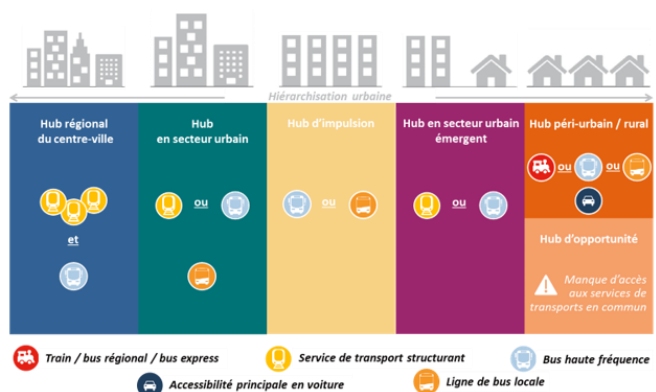 Hiérarchisation urbaine
Hub régional
du centre-ville
et
Hub
en secteur urbain
ou
Hub d'impulsion
ou
Hub en secteur urbain
émergent
ou
Hub péri-urbain / rural
ou ou
Hub d'opportunité
Manque d'accès
aux services de
transports en commun
Train / bus régional / bus express
Service de transport structurant
Bus haute fréquence
Accessibilité principale en voiture
Ligne de bus locale